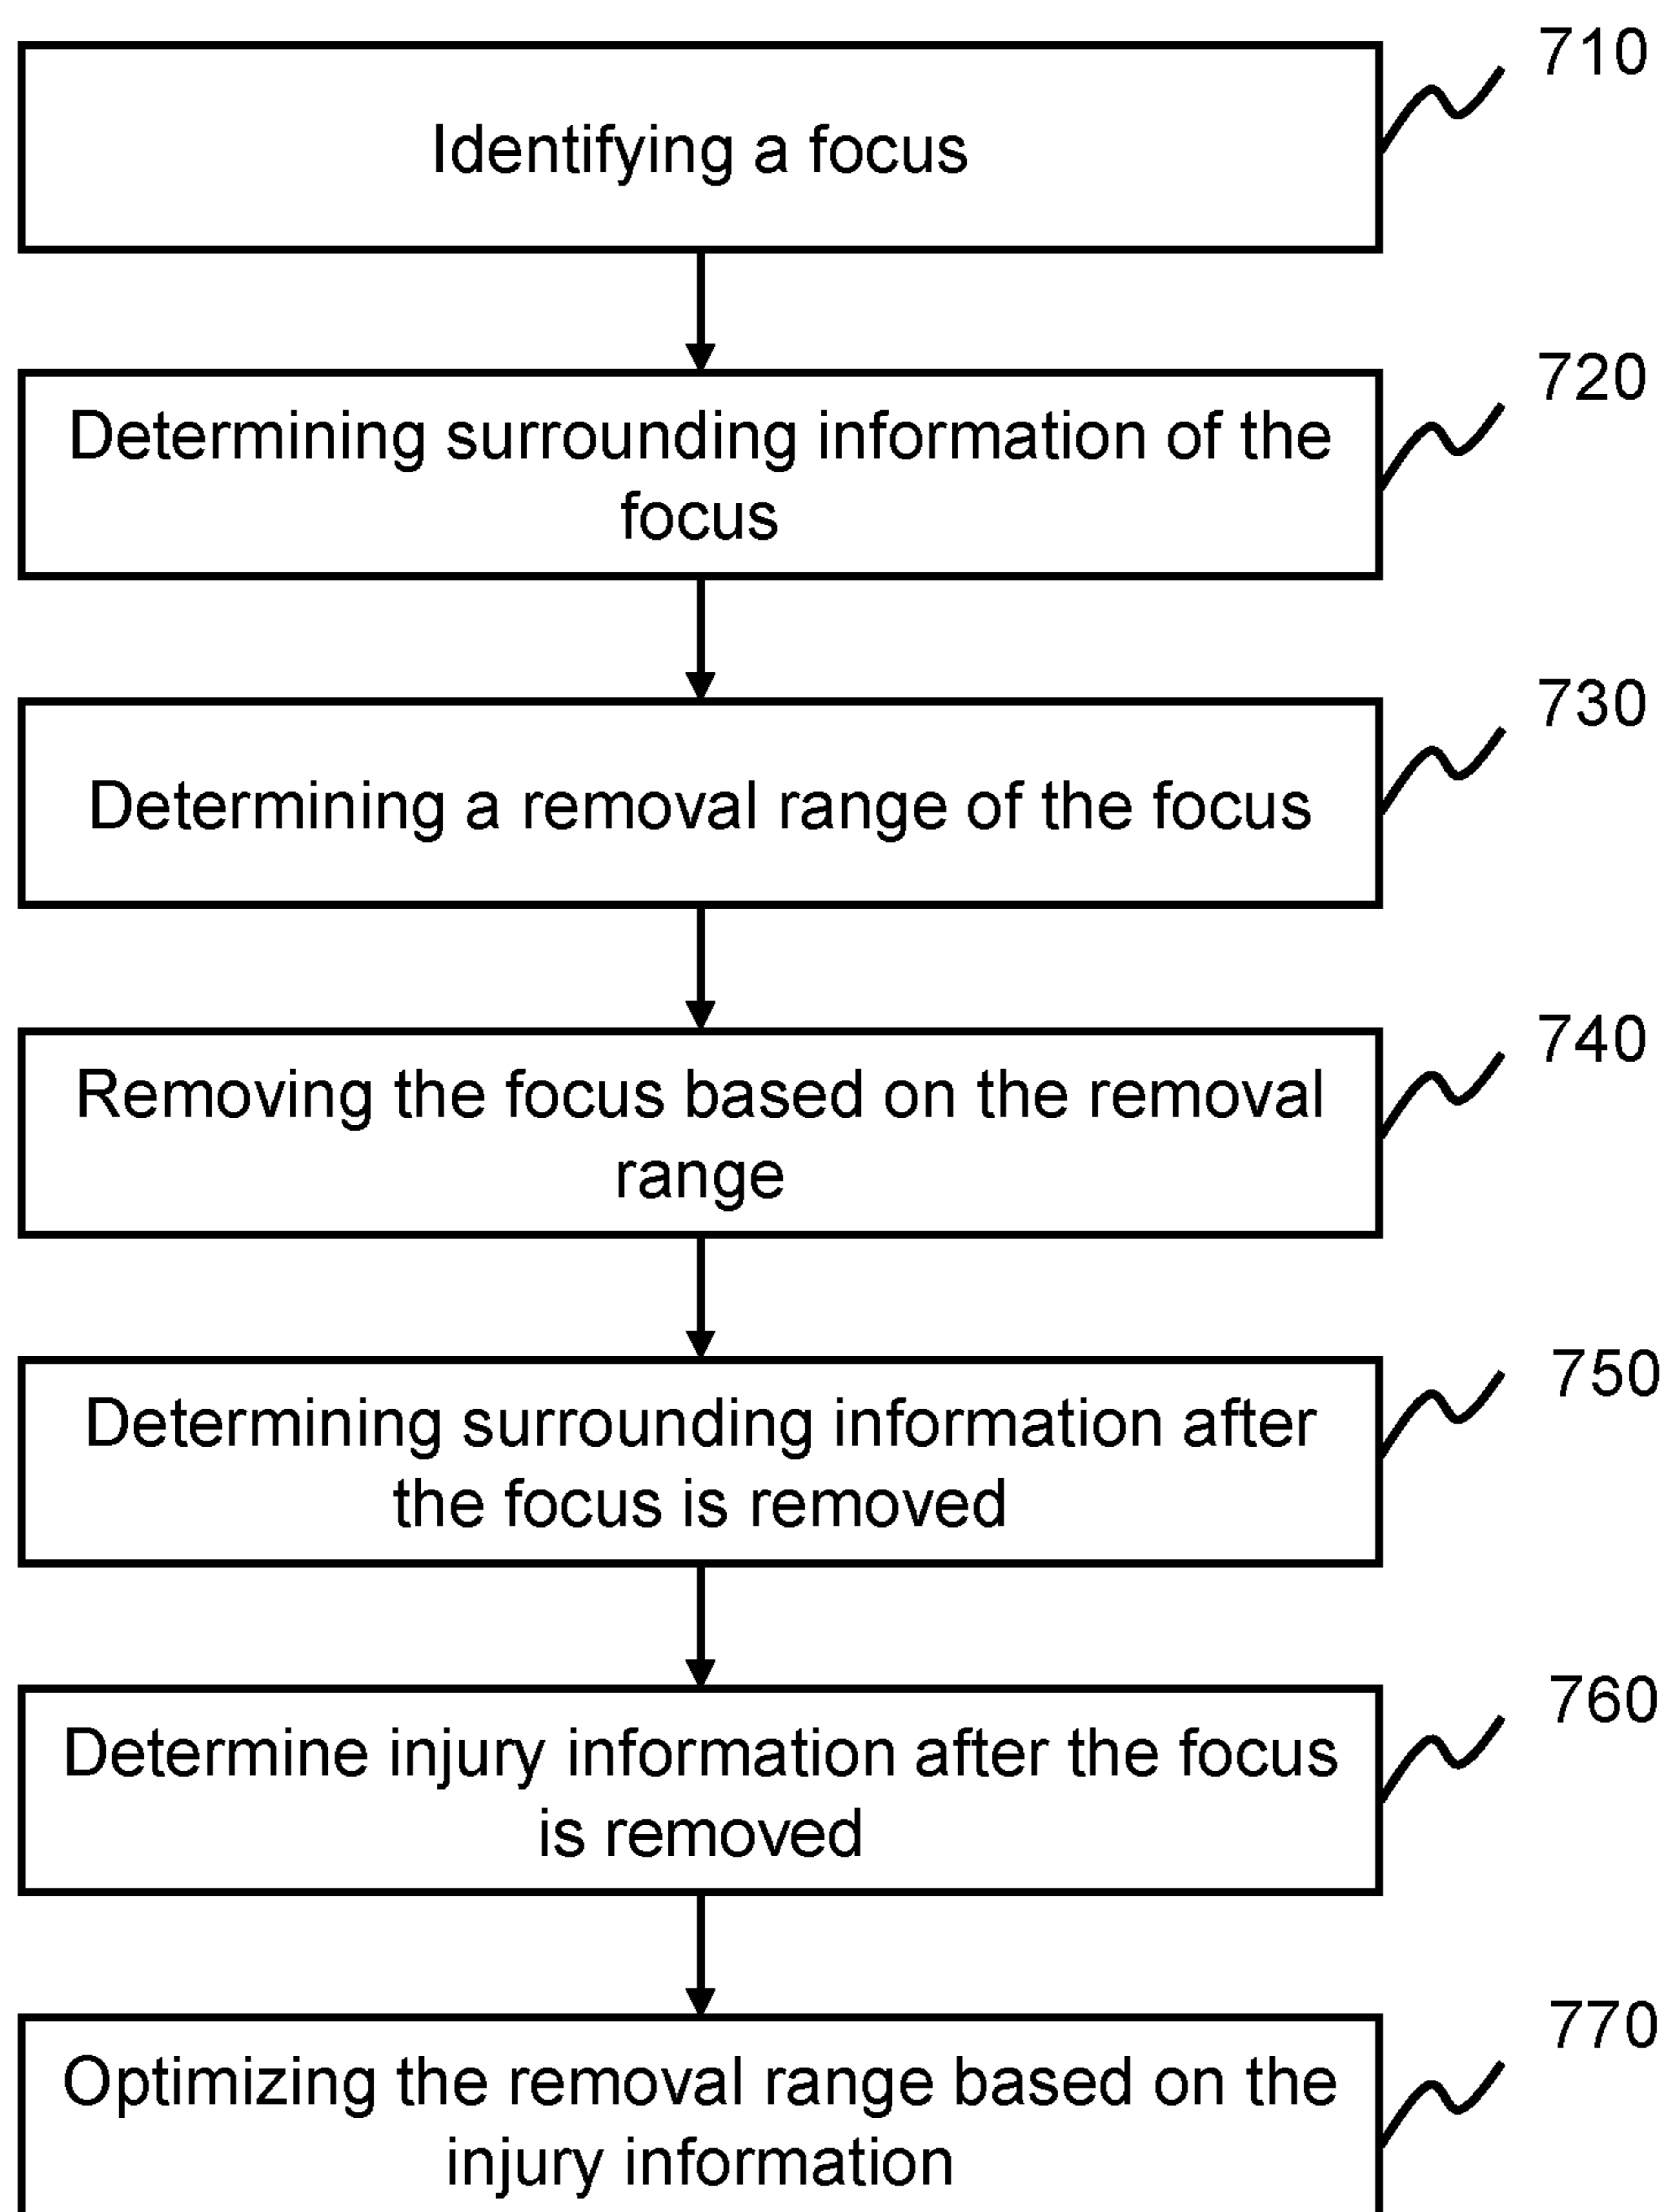 710
Identifying a focus
720
Determining surrounding information of the
focus
730
Determining a removal range of the focus
740
Removing the focus based on the removal
range
750
Determining surrounding information after
the focus is removed
760
Determine injury information after the focus
is removed
770
Optimizing the removal range based on the
injury information